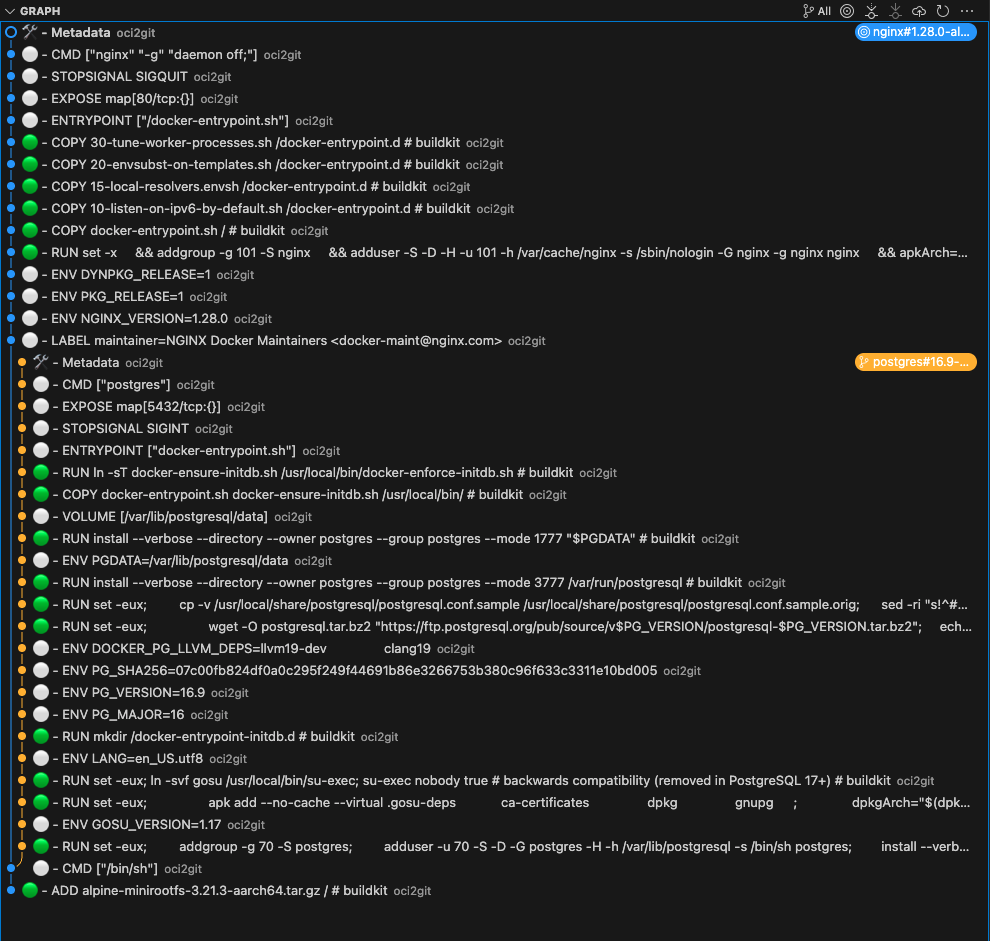 GRAPH All
- Metadata oci2git nginx#1.28.0-al...
- CMD ["nginx" "-g" "daemon off;"] oci2git
- STOPSIGNAL SIGQUIT oci2git
- EXPOSE map[80/tcp:{}] oci2git
- ENTRYPOINT ["/docker-entrypoint.sh"] oci2git
- COPY 30-tune-worker-processes.sh /docker-entrypoint.d # buildkit oci2git
- COPY 20-envsubst-on-templates.sh /docker-entrypoint.d # buildkit oci2git
- COPY 15-local-resolvers.envsh /docker-entrypoint.d # buildkit oci2git
- COPY 10-listen-on-ipv6-by-default.sh /docker-entrypoint.d # buildkit oci2git
- COPY docker-entrypoint.sh / # buildkit oci2git
- RUN set -x && addgroup -g 101 -S nginx && adduser -S -D -H -u 101 -h /var/cache/nginx -s /sbin/nologin -G nginx -g nginx nginx && apkArch=...
- ENV DYNPKG_RELEASE=1 oci2git
- ENV PKG_RELEASE=1 oci2git
- ENV NGINX_VERSION=1.28.0 oci2git
- LABEL maintainer=NGINX Docker Maintainers <docker-maint@nginx.com> oci2git
- Metadata oci2git postgres#16.9-...
- CMD ["postgres"] oci2git
- EXPOSE map[5432/tcp:{}] oci2git
- STOPSIGNAL SIGINT oci2git
- ENTRYPOINT ["docker-entrypoint.sh"] oci2git
- RUN ln -sT docker-ensure-initdb.sh /usr/local/bin/docker-enforce-initdb.sh # buildkit oci2git
- COPY docker-entrypoint.sh docker-ensure-initdb.sh /usr/local/bin/ # buildkit oci2git
- VOLUME [/var/lib/postgresql/data] oci2git
- RUN install --verbose --directory --owner postgres --group postgres --mode 1777 "$PGDATA" # buildkit oci2git
- ENV PGDATA=/var/lib/postgresql/data oci2git
- RUN install --verbose --directory --owner postgres --group postgres --mode 3777 /var/run/postgresql # buildkit oci2git
- RUN set -eux; cp -v /usr/local/share/postgresql/postgresql.conf.sample /usr/local/share/postgresql/postgresql.conf.sample.orig; sed -ri "s!^#...
- RUN set -eux; wget -O postgresql.tar.bz2 "https://ftp.postgresql.org/pub/source/v$PG_VERSION/postgresql-$PG_VERSION.tar.bz2"; ech...
- ENV DOCKER_PG_LLVM_DEPS=llvm19-dev clang19 oci2git
- ENV PG_SHA256=07c00fb824df0a0c295f249f44691b86e3266753b380c96f633c3311e10bd005 oci2git
- ENV PG_VERSION=16.9 oci2git
- ENV PG_MAJOR=16 oci2git
- RUN mkdir /docker-entrypoint-initdb.d # buildkit oci2git
- ENV LANG=en_US.utf8 oci2git
- RUN set -eux; ln -svf gosu /usr/local/bin/su-exec; su-exec nobody true # backwards compatibility (removed in PostgreSQL 17+) # buildkit oci2git
- RUN set -eux; apk add --no-cache --virtual .gosu-deps ca-certificates dpkg gnupg ; dpkgArch="$(dpk...
- ENV GOSU_VERSION=1.17 oci2git
- RUN set -eux; addgroup -g 70 -S postgres; adduser -u 70 -S -D -G postgres -H -h /var/lib/postgresql -s /bin/sh postgres; install --verb...
- CMD ["/bin/sh"] oci2git
- ADD alpine-minirootfs-3.21.3-aarch64.tar.gz / # buildkit oci2git